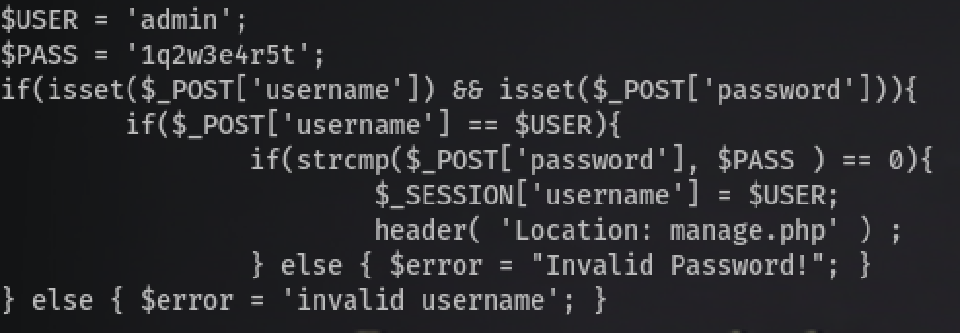 $USER = 'admin';
$PASS = '1q2w3e4r5t';
if(isset($_POST['username']) && isset($_POST['password'])){
        if($_POST['username'] == $USER){
                if(strcmp($_POST['password'], $PASS ) == 0){
                        $_SESSION['username'] = $USER;
                        header( 'Location: manage.php' ) ;
                } else { $error = "Invalid Password!"; }
} else { $error = 'invalid username'; }